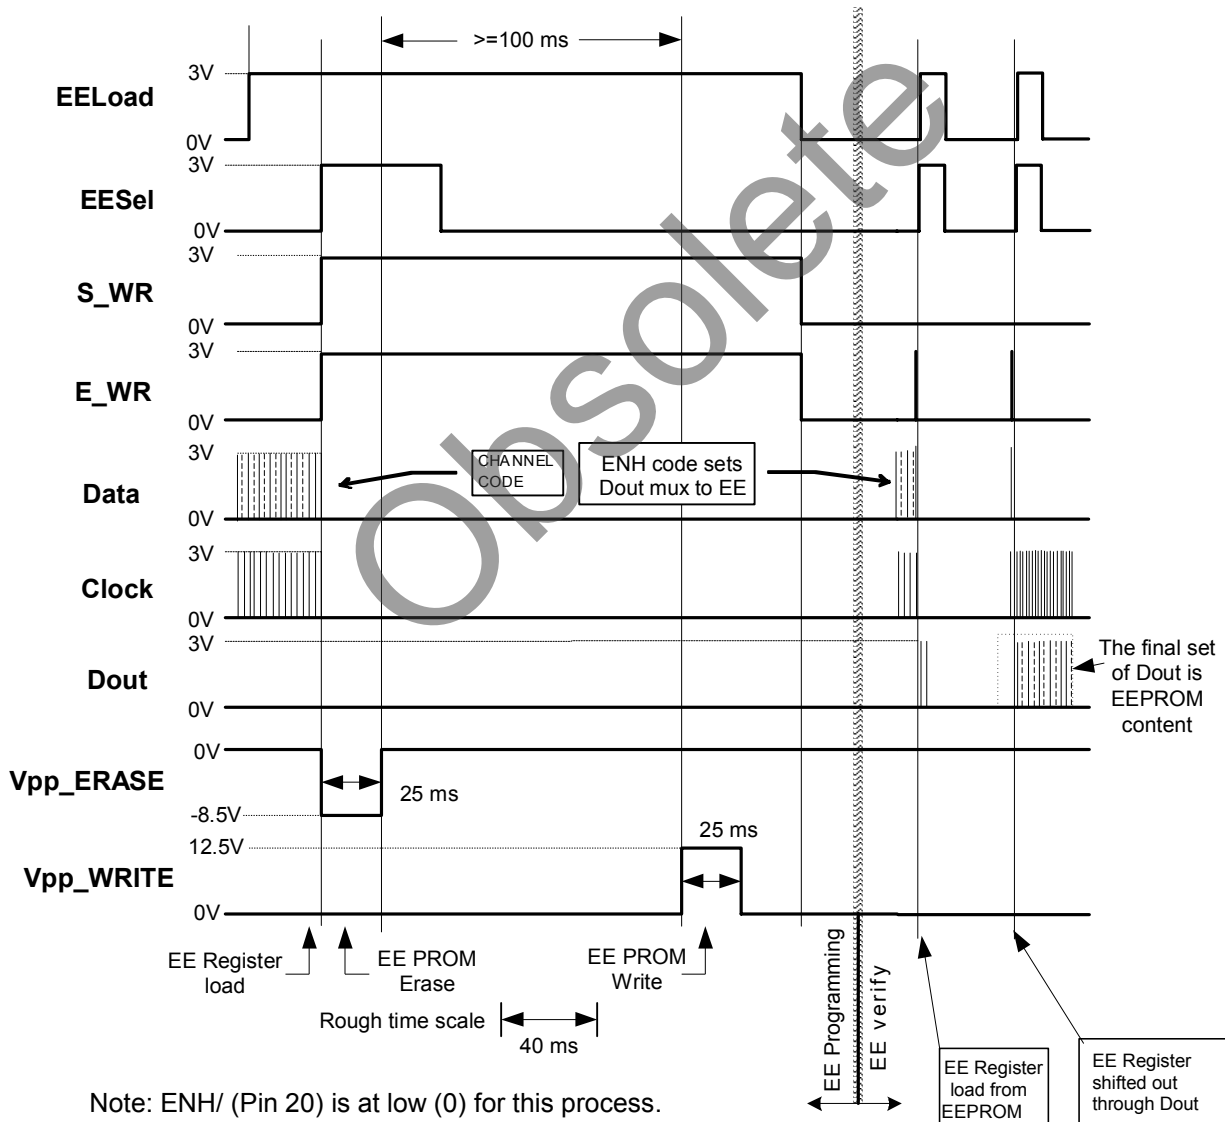 >=100 ms
3V
EELoad
0V
3V
EESel
0V
3V
S_WR
0V
3V
E_WR
0V
3V
Data
CHANNEL
CODE
ENH code sets
Dout mux to EE
0V
3V
Clock
0V
3V
Dout
0V
The final set
of Dout is
EEPROM
content
0V
Vpp_ERASE
25 ms
-8.5V
12.5V
25 ms
Vpp_WRITE
0V
EE Register
load
EE PROM
Erase
EE PROM
Write
EE Programming
EE verify
Rough time scale
40 ms
EE Register
load from
EEPROM
EE Register
shifted out
through Dout
Note: ENH/ (Pin 20) is at low (0) for this process.
Obsolete